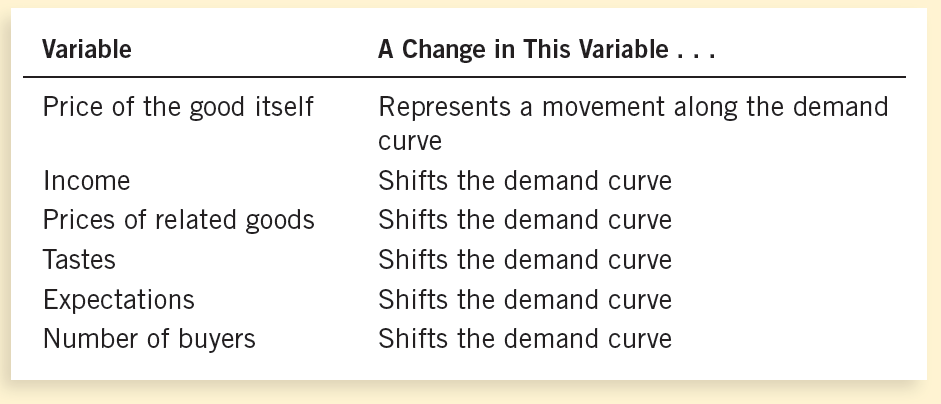 Variable A Change in This Variable . . .
Price of the good itself Represents a movement along the demand
curve
Income Shifts the demand curve
Prices of related goods Shifts the demand curve
Tastes Shifts the demand curve
Expectations Shifts the demand curve
Number of buyers Shifts the demand curve